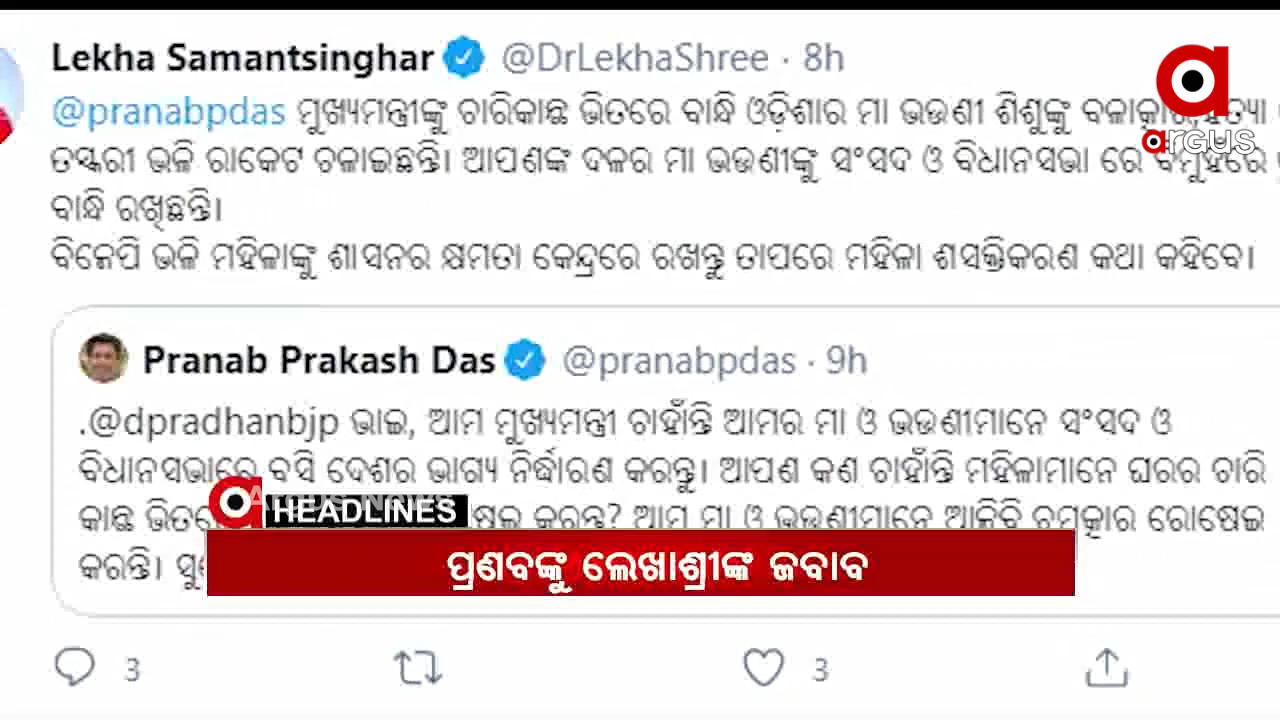 Lekha Samantsinghar @DrLekhaShree · 8h
@pranabpdas ମୁଖ୍ୟମନ୍ତ୍ରୀଙ୍କୁ ଚାରିକାନ୍ଥ ଭିତରେ ବାନ୍ଧି ଓଡ଼ିଶାର ମା ଭଉଣୀ ଶିଶୁଙ୍କୁ ବଳାତ୍କାର,ହତ୍ୟା
argus
ତସ୍କରୀ ଭଳି ରାକେଟ ଚଳାଇଛନ୍ତି। ଆପଣଙ୍କ ଦଳର ମା ଭଉଣୀଙ୍କୁ ସଂସଦ ଓ ବିଧାନସଭା ରେ
ବାନ୍ଧି ରଖିଛନ୍ତି।
ବିଜେପି ଭଳି ମହିଳାଙ୍କୁ ଶାସନର କ୍ଷମତା କେନ୍ଦ୍ରରେ ରଖନ୍ତୁ ତାପରେ ମହିଳା ଶସକ୍ତିକରଣ କଥା କହିବେ।
Pranab Prakash Das @pranabpdas · 9h
.@dpradhanbjp ଭାଇ, ଆମ ମୁଖ୍ୟମନ୍ତ୍ରୀ ଚାହାଁନ୍ତି ଆମର ମା ଓ ଭଉଣୀମାନେ ସଂସଦ ଓ
ବିଧାନସଭାରେ ବସି ଦେଶର ଭାଗ୍ୟ ନିର୍ଦ୍ଧାରଣ କରନ୍ତୁ। ଆପଣ କଣ ଚାହାଁନ୍ତି ମହିଳାମାନେ ଘରର ଚାରି
କାନ୍ଥ କରନ୍ତୁ? ଆମ ମା ଓ ଭଉଣୀମାନେ ଆଜିବି ଚମତ୍କାର ରୋଷେଇ
HEADLINES
କରନ୍ତି।
ପ୍ରଣବଙ୍କୁ ଲେଖାଶ୍ରୀଙ୍କ ଜବାବ
3 3